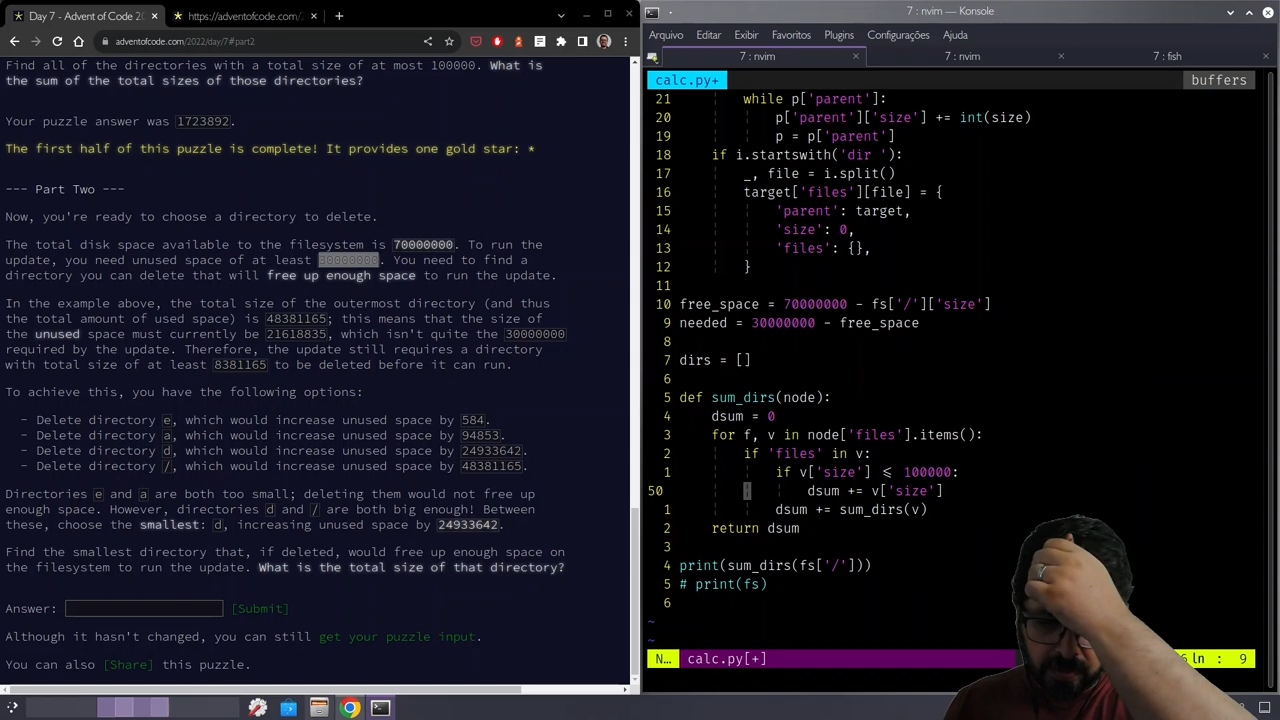 Day 7 - Advent of Code 20
https://adventofcode.com/2
adventofcode.com/2022/day/7#part2
Find all of the directories with a total size of at most 100000. What is
the sum of the total sizes of those directories?
Your puzzle answer was 1723892.
The first half of this puzzle is complete! It provides one gold star: *
--- Part Two ---
Now, you're ready to choose a directory to delete.
The total disk space available to the filesystem is 70000000. To run the
update, you need unused space of at least 30000000. You need to find a
directory you can delete that will free up enough space to run the update.
In the example above, the total size of the outermost directory (and thus
the total amount of used space) is 48381165; this means that the size of
the unused space must currently be 21618835, which isn't quite the 30000000
required by the update. Therefore, the update still requires a directory
with total size of at least 8381165 to be deleted before it can run.
To achieve this, you have the following options:
- Delete directory e, which would increase unused space by 584.
- Delete directory a, which would increase unused space by 94853.
- Delete directory d, which would increase unused space by 24933642.
- Delete directory /, which would increase unused space by 48381165.
Directories e and a are both too small; deleting them would not free up
enough space. However, directories d and / are both big enough! Between
these, choose the smallest: d, increasing unused space by 24933642.
Find the smallest directory that, if deleted, would free up enough space on
the filesystem to run the update. What is the total size of that directory?
Answer: [Submit]
Although it hasn't changed, you can still get your puzzle input.
You can also [Share] this puzzle.
7 : nvim — Konsole
Arquivo Editar Exibir Favoritos Plugins Configurações Ajuda
7 : nvim 7 : nvim 7 : fish
calc.py+ buffers
21 while p['parent']:
20 p['parent']['size'] += int(size)
19 p = p['parent']
18 if i.startswith('dir '):
17 _, file = i.split()
16 target['files'][file] = {
15 'parent': target,
14 'size': 0,
13 'files': {},
12 }
11
10 free_space = 70000000 - fs['/']['size']
9 needed = 30000000 - free_space
8
7 dirs = []
6
5 def sum_dirs(node):
4 dsum = 0
3 for f, v in node['files'].items():
2 if 'files' in v:
1 if v['size'] ≤ 100000:
50 dsum += v['size']
1 dsum += sum_dirs(v)
2 return dsum
3
4 print(sum_dirs(fs['/']))
5 # print(fs)
6
~
~
N… calc.py[+] ln : 9